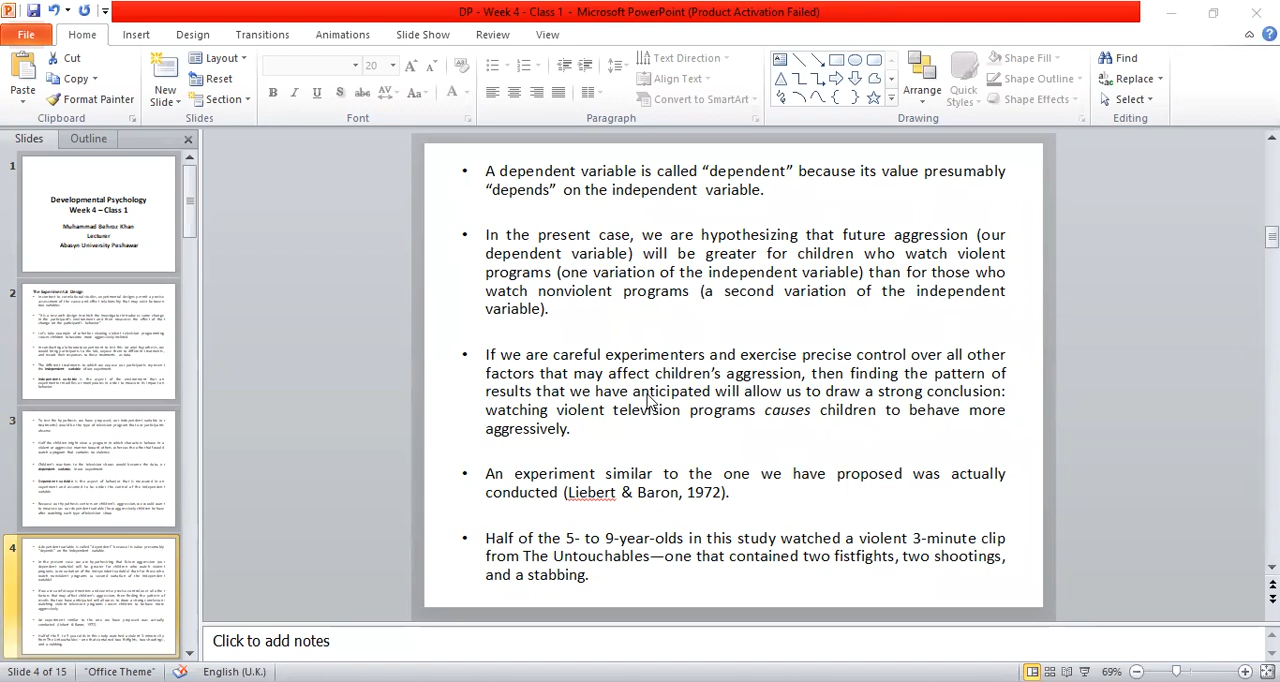 DP - Week 4 - Class 1 - Microsoft PowerPoint (Product Activation Failed)
File Home Insert Design Transitions Animations Slide Show Review View
Paste
Cut
Copy
Format Painter
Clipboard
New
Slide
Layout
Reset
Section
Slides
20
B I U S abc AV Aa A
Font
Text Direction
Align Text
Convert to SmartArt
Paragraph
Arrange
Quick
Styles
Shape Fill
Shape Outline
Shape Effects
Drawing
Find
Replace
Select
Editing
Slides Outline
1
Developmental Psychology
Week 4 – Class 1
Muhammad Behroz Khan
Lecturer
Abasyn University Peshawar
2
The Experimental Design
3
4
• A dependent variable is called “dependent” because its value presumably
“depends” on the independent variable.
• In the present case, we are hypothesizing that future aggression (our
dependent variable) will be greater for children who watch violent
programs (one variation of the independent variable) than for those who
watch nonviolent programs (a second variation of the independent
variable).
• If we are careful experimenters and exercise precise control over all other
factors that may affect children’s aggression, then finding the pattern of
results that we have anticipated will allow us to draw a strong conclusion:
watching violent television programs causes children to behave more
aggressively.
• An experiment similar to the one we have proposed was actually
conducted (Liebert & Baron, 1972).
• Half of the 5- to 9-year-olds in this study watched a violent 3-minute clip
from The Untouchables—one that contained two fistfights, two shootings,
and a stabbing.
Click to add notes
Slide 4 of 15 "Office Theme" English (U.K.) 69%